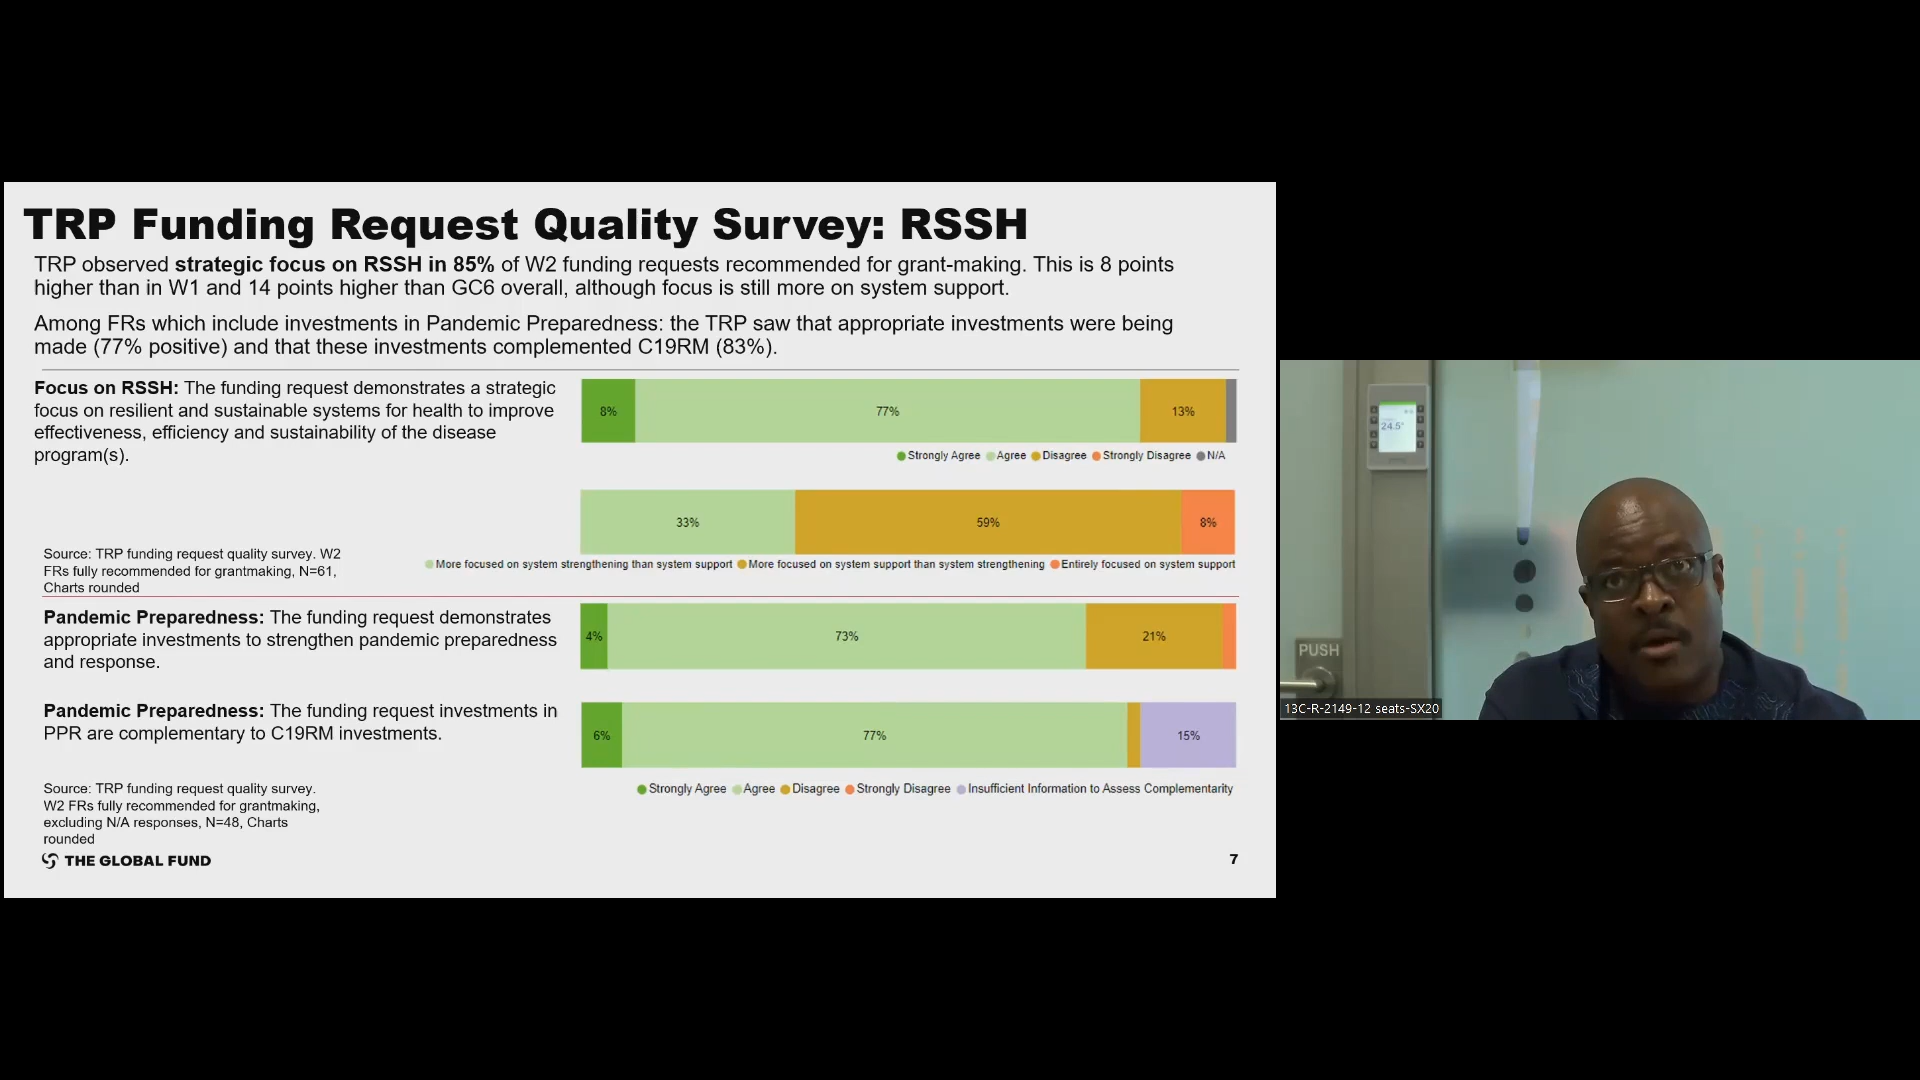 TRP Funding Request Quality Survey: RSSH
TRP observed strategic focus on RSSH in 85% of W2 funding requests recommended for grant-making. This is 8 points
higher than in W1 and 14 points higher than GC6 overall, although focus is still more on system support.
Among FRs which include investments in Pandemic Preparedness: the TRP saw that appropriate investments were being
made (77% positive) and that these investments complemented C19RM (83%).
Focus on RSSH: The funding request demonstrates a strategic
focus on resilient and sustainable systems for health to improve
effectiveness, efficiency and sustainability of the disease
program(s).
8%
77%
13%
Strongly Agree Agree Disagree Strongly Disagree N/A
33%
59%
8%
More focused on system strengthening than system support More focused on system support than system strengthening Entirely focused on system support
Source: TRP funding request quality survey. W2
FRs fully recommended for grantmaking, N=61,
Charts rounded
Pandemic Preparedness: The funding request demonstrates
appropriate investments to strengthen pandemic preparedness
and response.
4%
73%
21%
Pandemic Preparedness: The funding request investments in
PPR are complementary to C19RM investments.
6%
77%
15%
Strongly Agree Agree Disagree Strongly Disagree Insufficient Information to Assess Complementarity
Source: TRP funding request quality survey.
W2 FRs fully recommended for grantmaking,
excluding N/A responses, N=48, Charts
rounded
THE GLOBAL FUND
7
24.5°
PUSH
13C-R-2149-12 seats-SX20